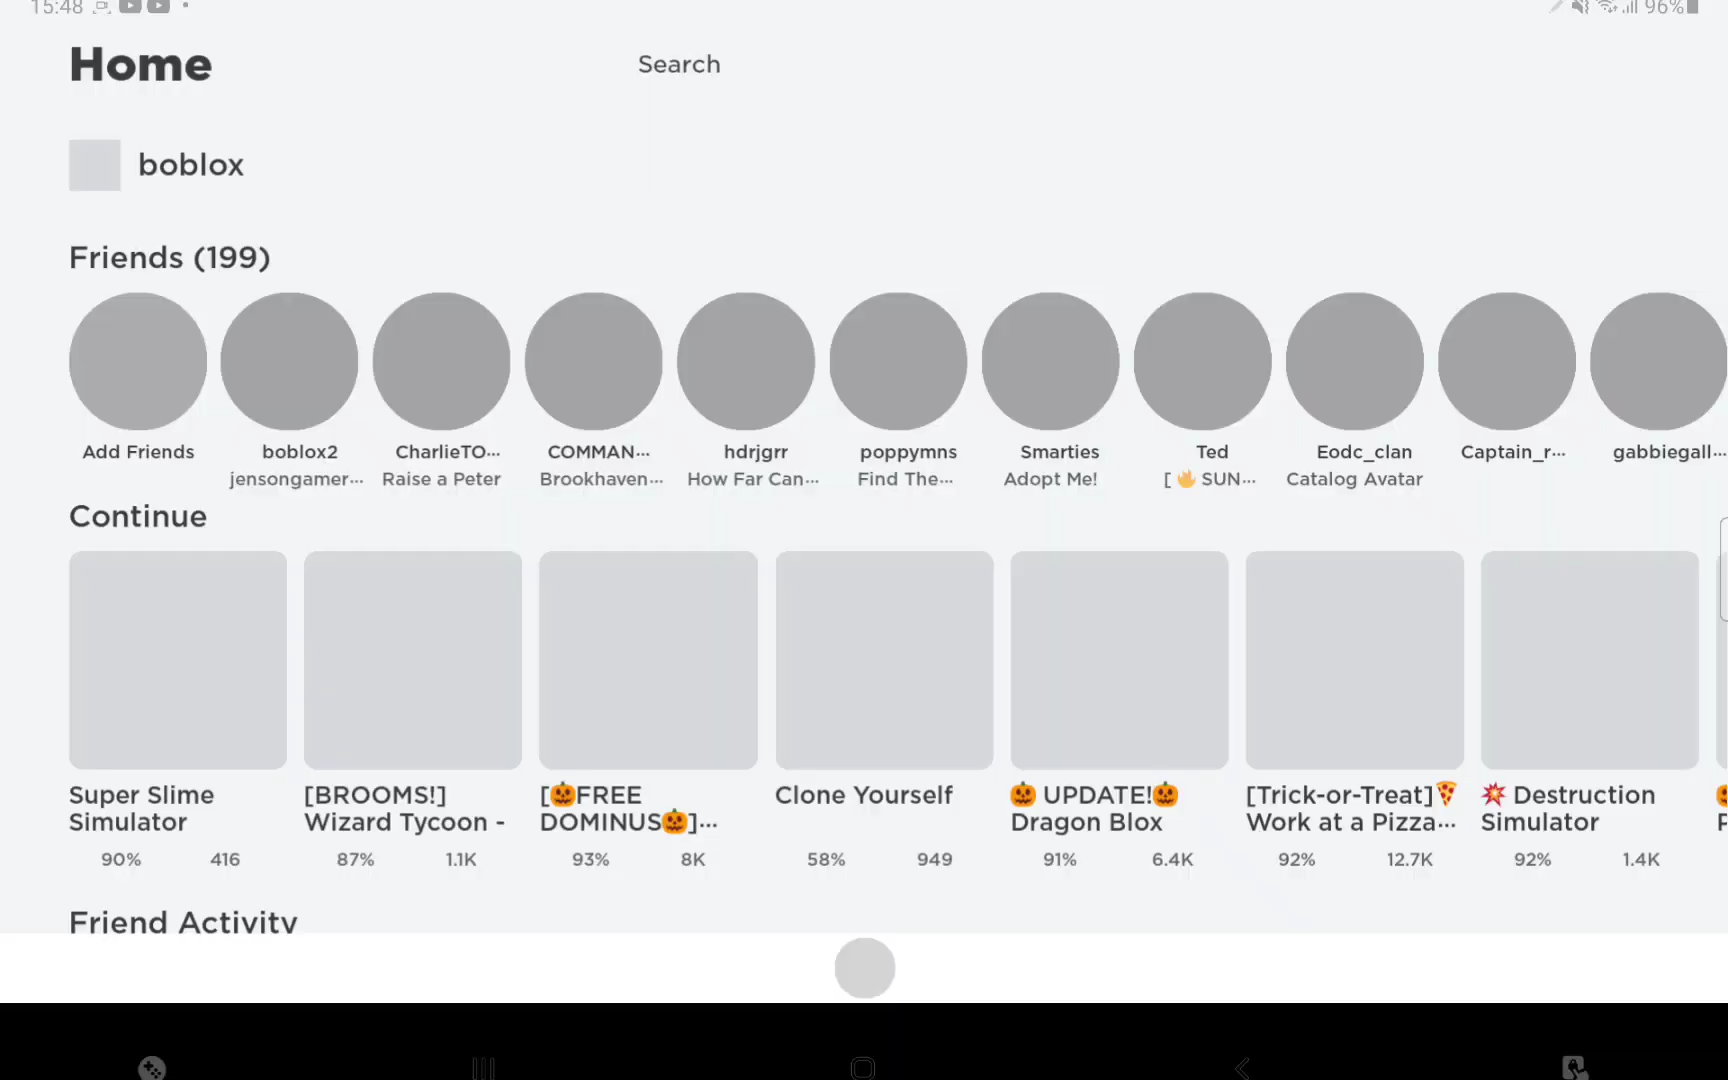 15:48
96%
Home
Search
boblox
Friends (199)
Add Friends
boblox2
CharlieTO...
COMMAN...
hdrjgrr
poppymns
Smarties
Ted
Eodc_clan
Captain_r...
gabbiegall...
jensongamer...
Raise a Peter
Brookhaven...
How Far Can...
Find The...
Adopt Me!
[🔥 SUN...
Catalog Avatar
Continue
Super Slime
Simulator
90% 416
[BROOMS!]
Wizard Tycoon -
87% 1.1K
[🎃FREE
DOMINUS🎃]...
93% 8K
Clone Yourself
58% 949
🎃 UPDATE!🎃
Dragon Blox
91% 6.4K
[Trick-or-Treat]🍕
Work at a Pizza...
92% 12.7K
💥 Destruction
Simulator
92% 1.4K
Friend Activity